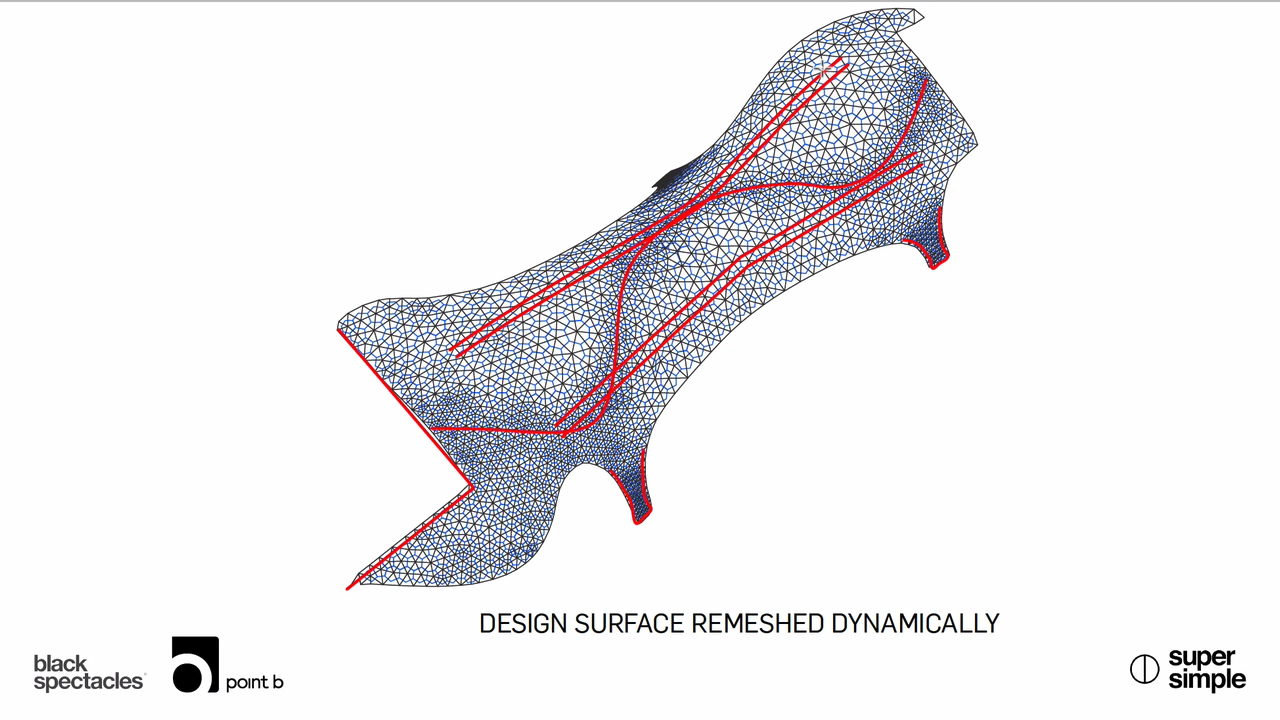 DESIGN SURFACE REMESHED DYNAMICALLY
black
spectacles
point b
super
simple